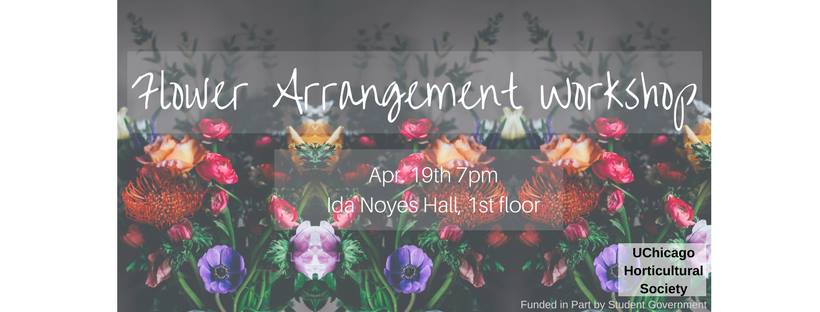 Flower Arrangement Workshop
Apr. 19th 7pm
Ida Noyes Hall, 1st floor
UChicago
Horticultural
Society
Funded in Part by Student Government